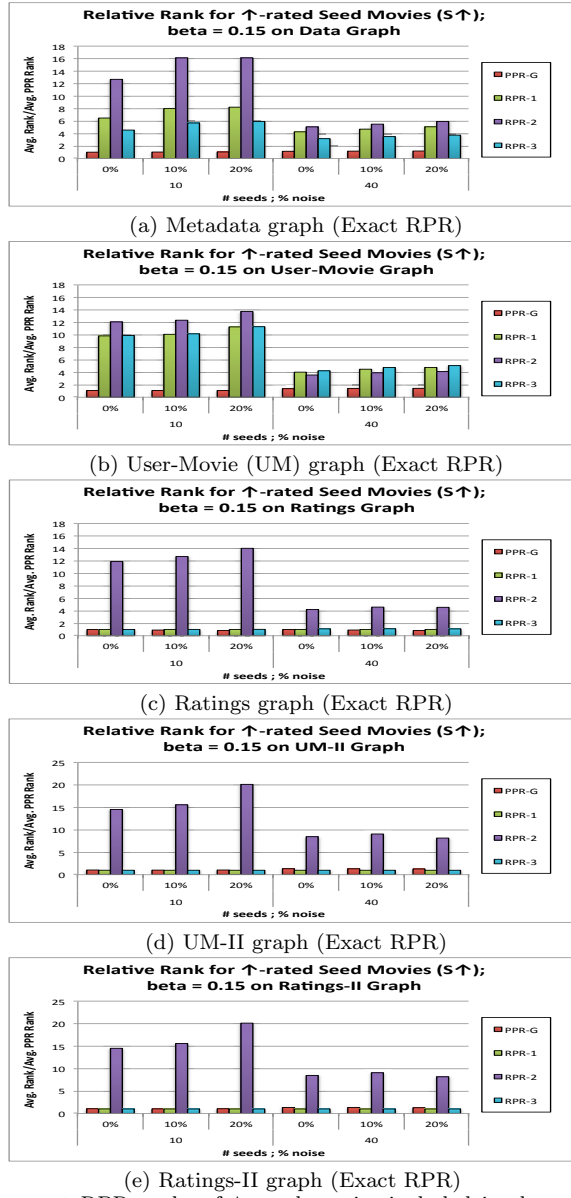 Relative Rank for ↑-rated Seed Movies (S↑);
beta = 0.15 on Data Graph
Avg. Rank/Avg. PPR Rank
18
16
14
12
10
8
6
4
2
0
0% 10% 20% 0% 10% 20%
10 40
# seeds ; % noise
PPR-G
RPR-1
RPR-2
RPR-3
(a) Metadata graph (Exact RPR)
Relative Rank for ↑-rated Seed Movies (S↑);
beta = 0.15 on User-Movie Graph
Avg. Rank/Avg. PPR Rank
18
16
14
12
10
8
6
4
2
0
0% 10% 20% 0% 10% 20%
10 40
# seeds ; % noise
PPR-G
RPR-1
RPR-2
RPR-3
(b) User-Movie (UM) graph (Exact RPR)
Relative Rank for ↑-rated Seed Movies (S↑);
beta = 0.15 on Ratings Graph
Avg. Rank/Avg. PPR Rank
18
16
14
12
10
8
6
4
2
0
0% 10% 20% 0% 10% 20%
10 40
# seeds ; % noise
PPR-G
RPR-1
RPR-2
RPR-3
(c) Ratings graph (Exact RPR)
Relative Rank for ↑-rated Seed Movies (S↑);
beta = 0.15 on UM-II Graph
Avg. Rank/Avg. PPR Rank
25
20
15
10
5
0
0% 10% 20% 0% 10% 20%
10 40
# seeds ; % noise
PPR-G
RPR-1
RPR-2
RPR-3
(d) UM-II graph (Exact RPR)
Relative Rank for ↑-rated Seed Movies (S↑);
beta = 0.15 on Ratings-II Graph
Avg. Rank/Avg. PPR Rank
25
20
15
10
5
0
0% 10% 20% 0% 10% 20%
10 40
# seeds ; % noise
PPR-G
RPR-1
RPR-2
RPR-3
(e) Ratings-II graph (Exact RPR)